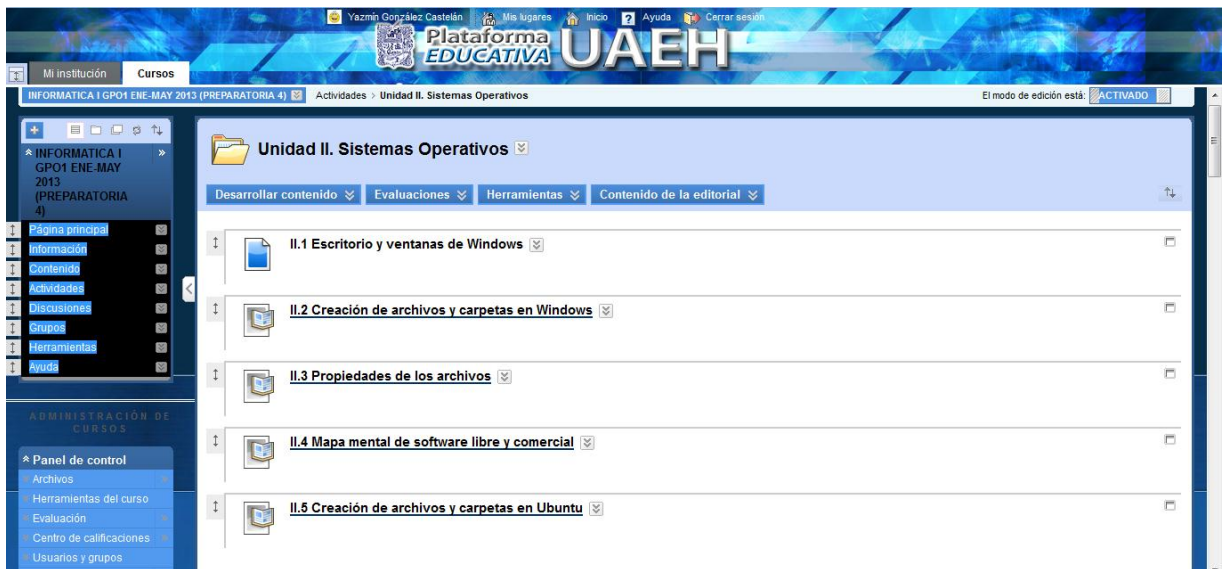 Yazmín González Castelán Mis lugares Inicio ? Ayuda Cerrar sesión
Plataforma
EDUCATIVA UAEH
Mi institución Cursos
INFORMATICA I GPO1 ENE-MAY 2013 (PREPARATORIA 4) Actividades > Unidad II. Sistemas Operativos El modo de edición está: ACTIVADO
INFORMATICA I
GPO1 ENE-MAY
2013
(PREPARATORIA
4)
Página principal
Información
Contenido
Actividades
Discusiones
Grupos
Herramientas
Ayuda
ADMINISTRACIÓN DE
CURSOS
Panel de control
Archivos
Herramientas del curso
Evaluación
Centro de calificaciones
Usuarios y grupos
Unidad II. Sistemas Operativos
Desarrollar contenido Evaluaciones Herramientas Contenido de la editorial
II.1 Escritorio y ventanas de Windows
II.2 Creación de archivos y carpetas en Windows
II.3 Propiedades de los archivos
II.4 Mapa mental de software libre y comercial
II.5 Creación de archivos y carpetas en Ubuntu